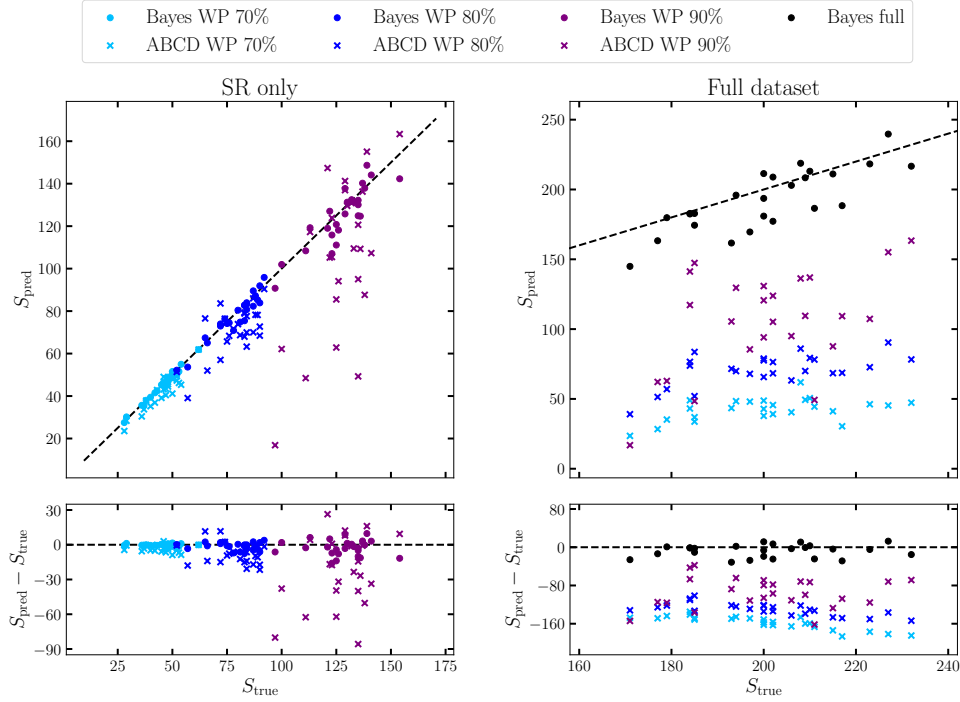 Bayes WP 70% Bayes WP 80% Bayes WP 90% Bayes full
ABCD WP 70% ABCD WP 80% ABCD WP 90%
SR only
160
140
120
100
80
60
40
20
S_pred
30
0
−30
−60
−90
S_pred − S_true
25 50 75 100 125 150 175
S_true
Full dataset
250
200
150
100
50
0
S_pred
80
0
−80
−160
S_pred − S_true
160 180 200 220 240
S_true